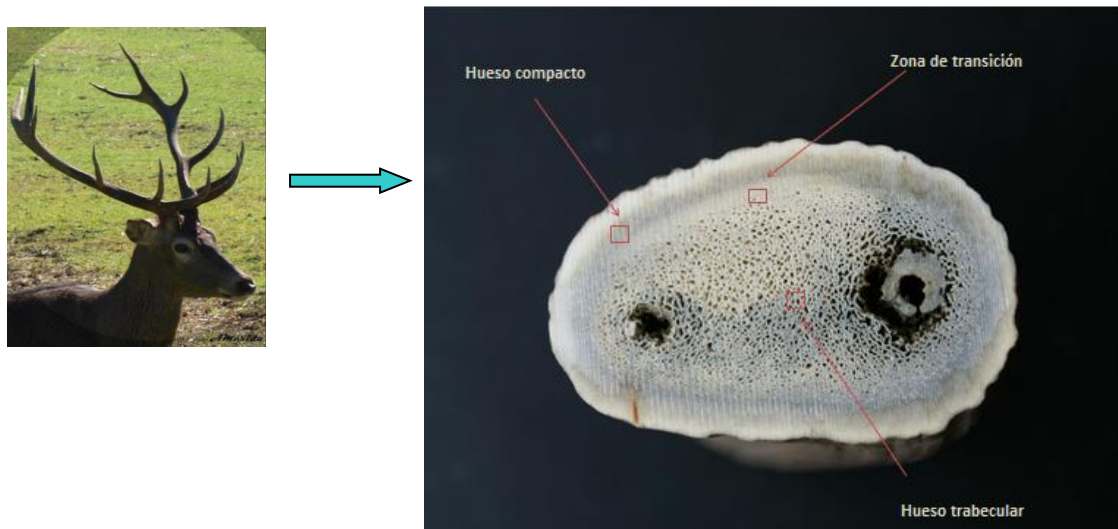 Hueso compacto
Zona de transición
Hueso trabecular